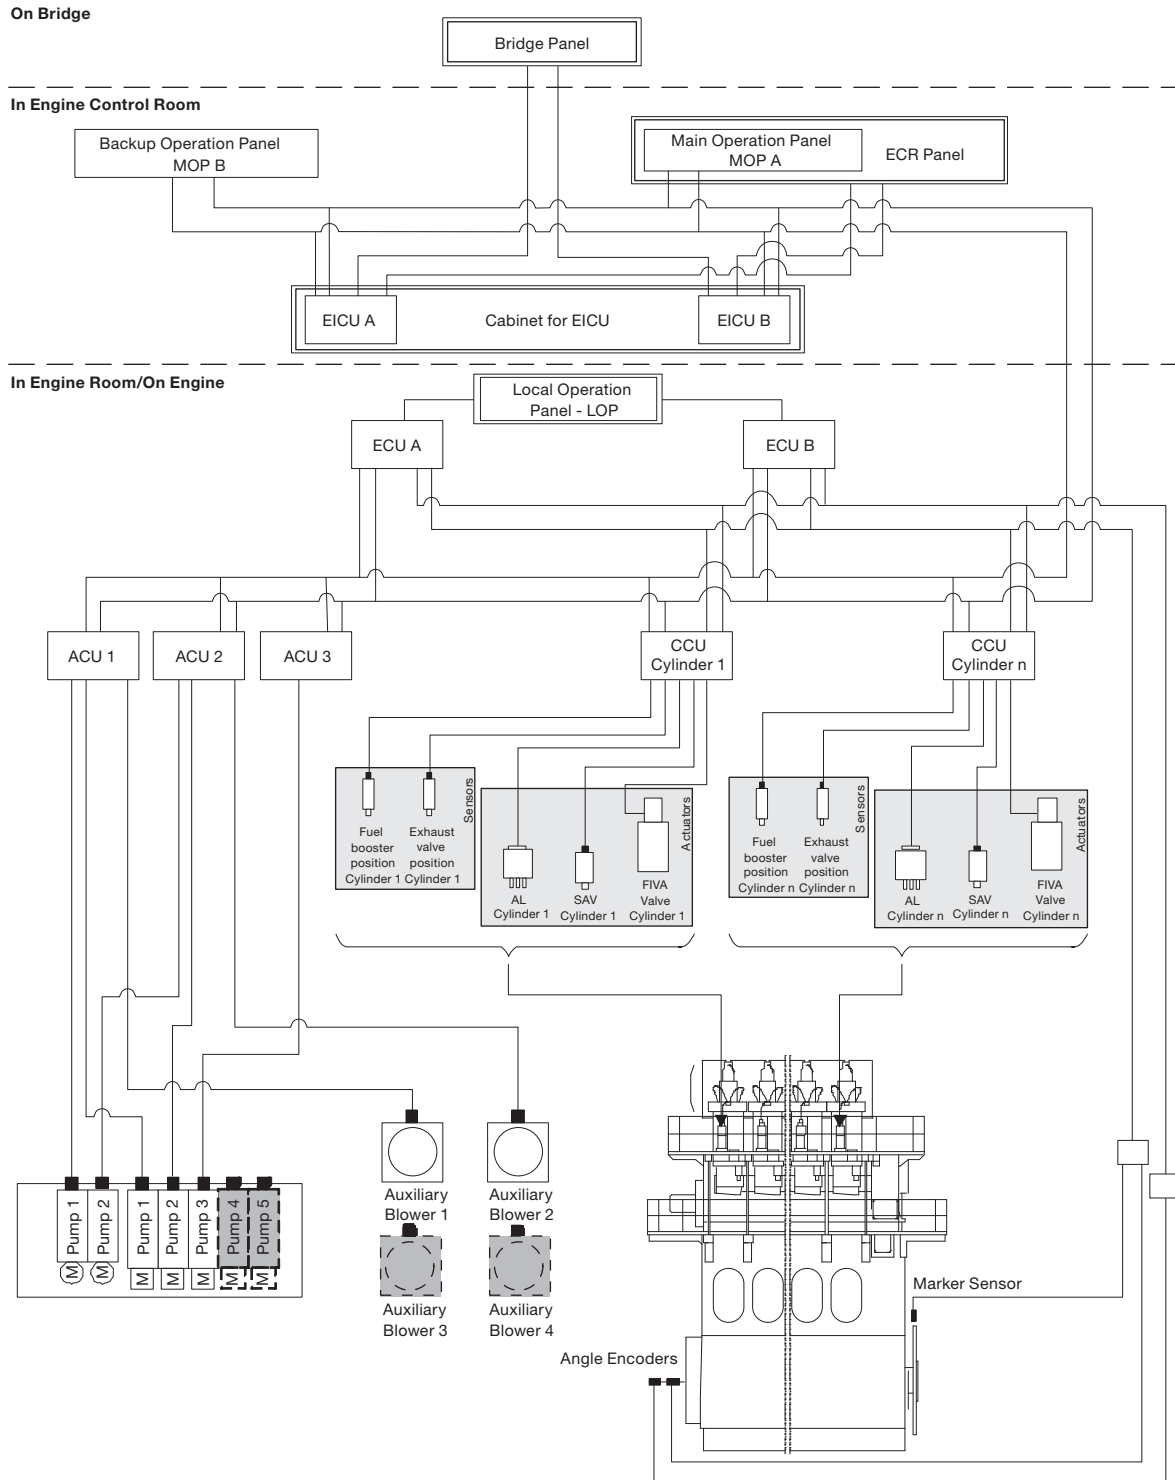 On Bridge
Bridge Panel
In Engine Control Room
Backup Operation Panel
MOP B
Main Operation Panel
MOP A
ECR Panel
EICU A
Cabinet for EICU
EICU B
In Engine Room/On Engine
Local Operation
Panel - LOP
ECU A
ECU B
ACU 1
ACU 2
ACU 3
CCU
Cylinder 1
CCU
Cylinder n
Sensors
Fuel
booster
position
Cylinder 1
Exhaust
valve
position
Cylinder 1
Actuators
AL
Cylinder 1
SAV
Cylinder 1
FIVA
Valve
Cylinder 1
Sensors
Fuel
booster
position
Cylinder n
Exhaust
valve
position
Cylinder n
Actuators
AL
Cylinder n
SAV
Cylinder n
FIVA
Valve
Cylinder n
Pump 1
M
Pump 2
M
Pump 1
M
Pump 2
M
Pump 3
M
Pump 4
M
Pump 5
M
Auxiliary
Blower 1
Auxiliary
Blower 2
Auxiliary
Blower 3
Auxiliary
Blower 4
Marker Sensor
Angle Encoders